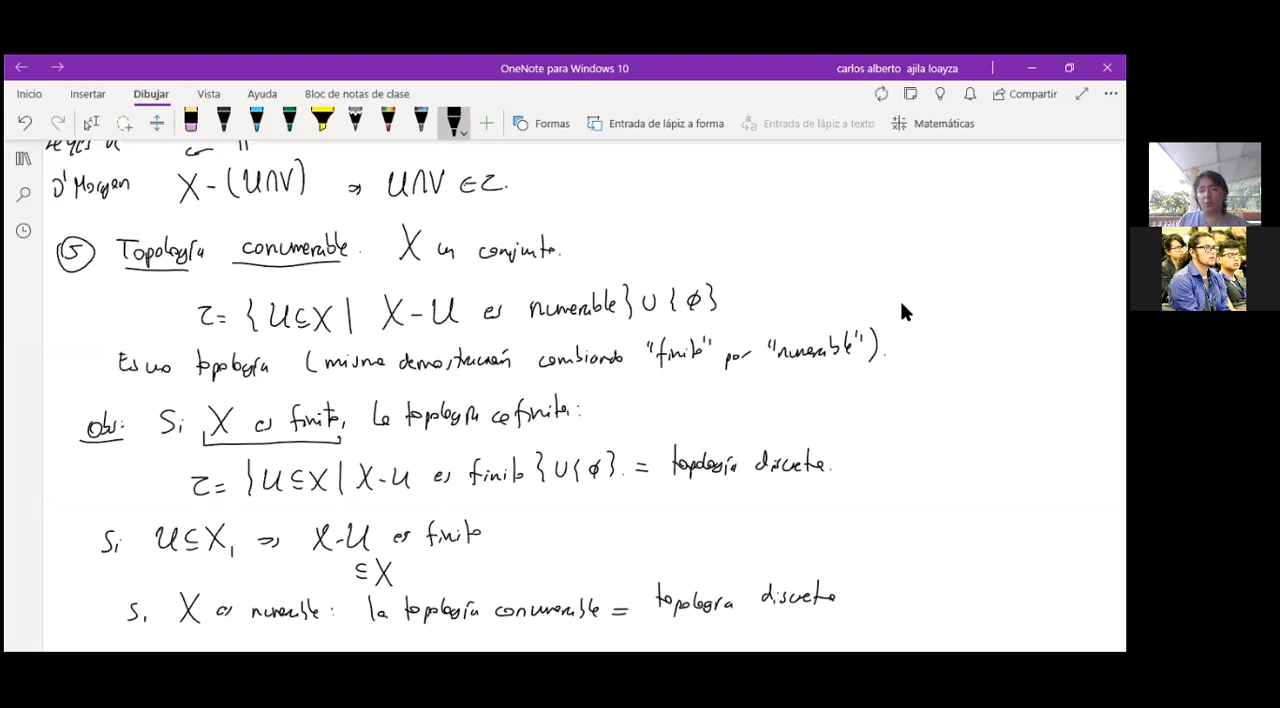 OneNote para Windows 10
carlos alberto ajila loayza
Inicio Insertar Dibujar Vista Ayuda Bloc de notas de clase
Compartir
Formas Entrada de lápiz a forma Entrada de lápiz a texto Matemáticas
D'Morgan X - (U∩V) ⇒ U∩V ∈ τ.
⑤ Topología conumerable. X un conjunto.
τ = { U ⊆ X | X - U es numerable } ∪ { ϕ }
Es una topología (misma demostración cambiando "finito" por "numerable").
Obs: Si X es finito, la topología cofinita:
τ = { U ⊆ X | X - U es finito } ∪ { ϕ }. = topología discreta.
Si U ⊆ X, ⇒ X - U es finito
⊆ X
Si X es numerable: la topología conumerable = topología discreta